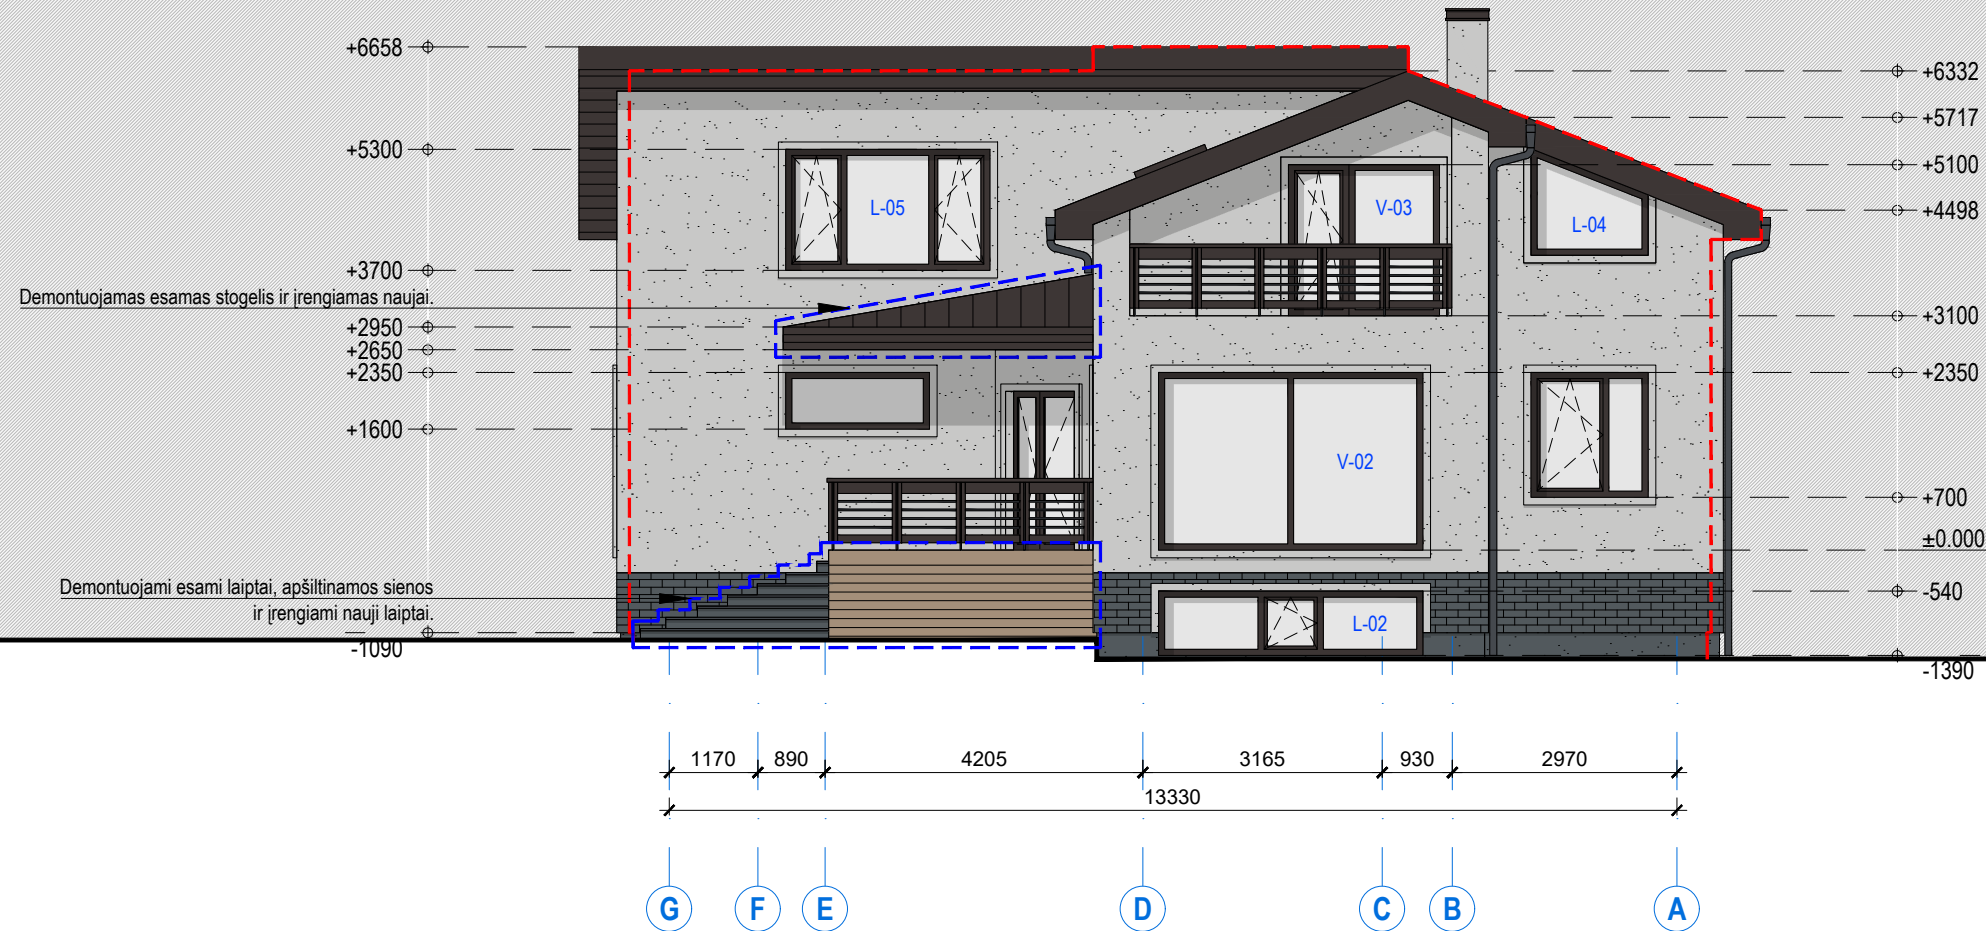 +6658
+6332
+5717
+5300
+5100
L-05
V-03
L-04
+4498
+3700
Demontuojamas esamas stogelis ir įrengiamas naujai.
+2950
+3100
+2650
+2350
+2350
+1600
V-02
+700
±0.000
Demontuojami esami laiptai, apšiltinamos sienos
ir įrengiami nauji laiptai.
-540
L-02
-1090
-1390
1170 890 4205 3165 930 2970
13330
G F E D C B A